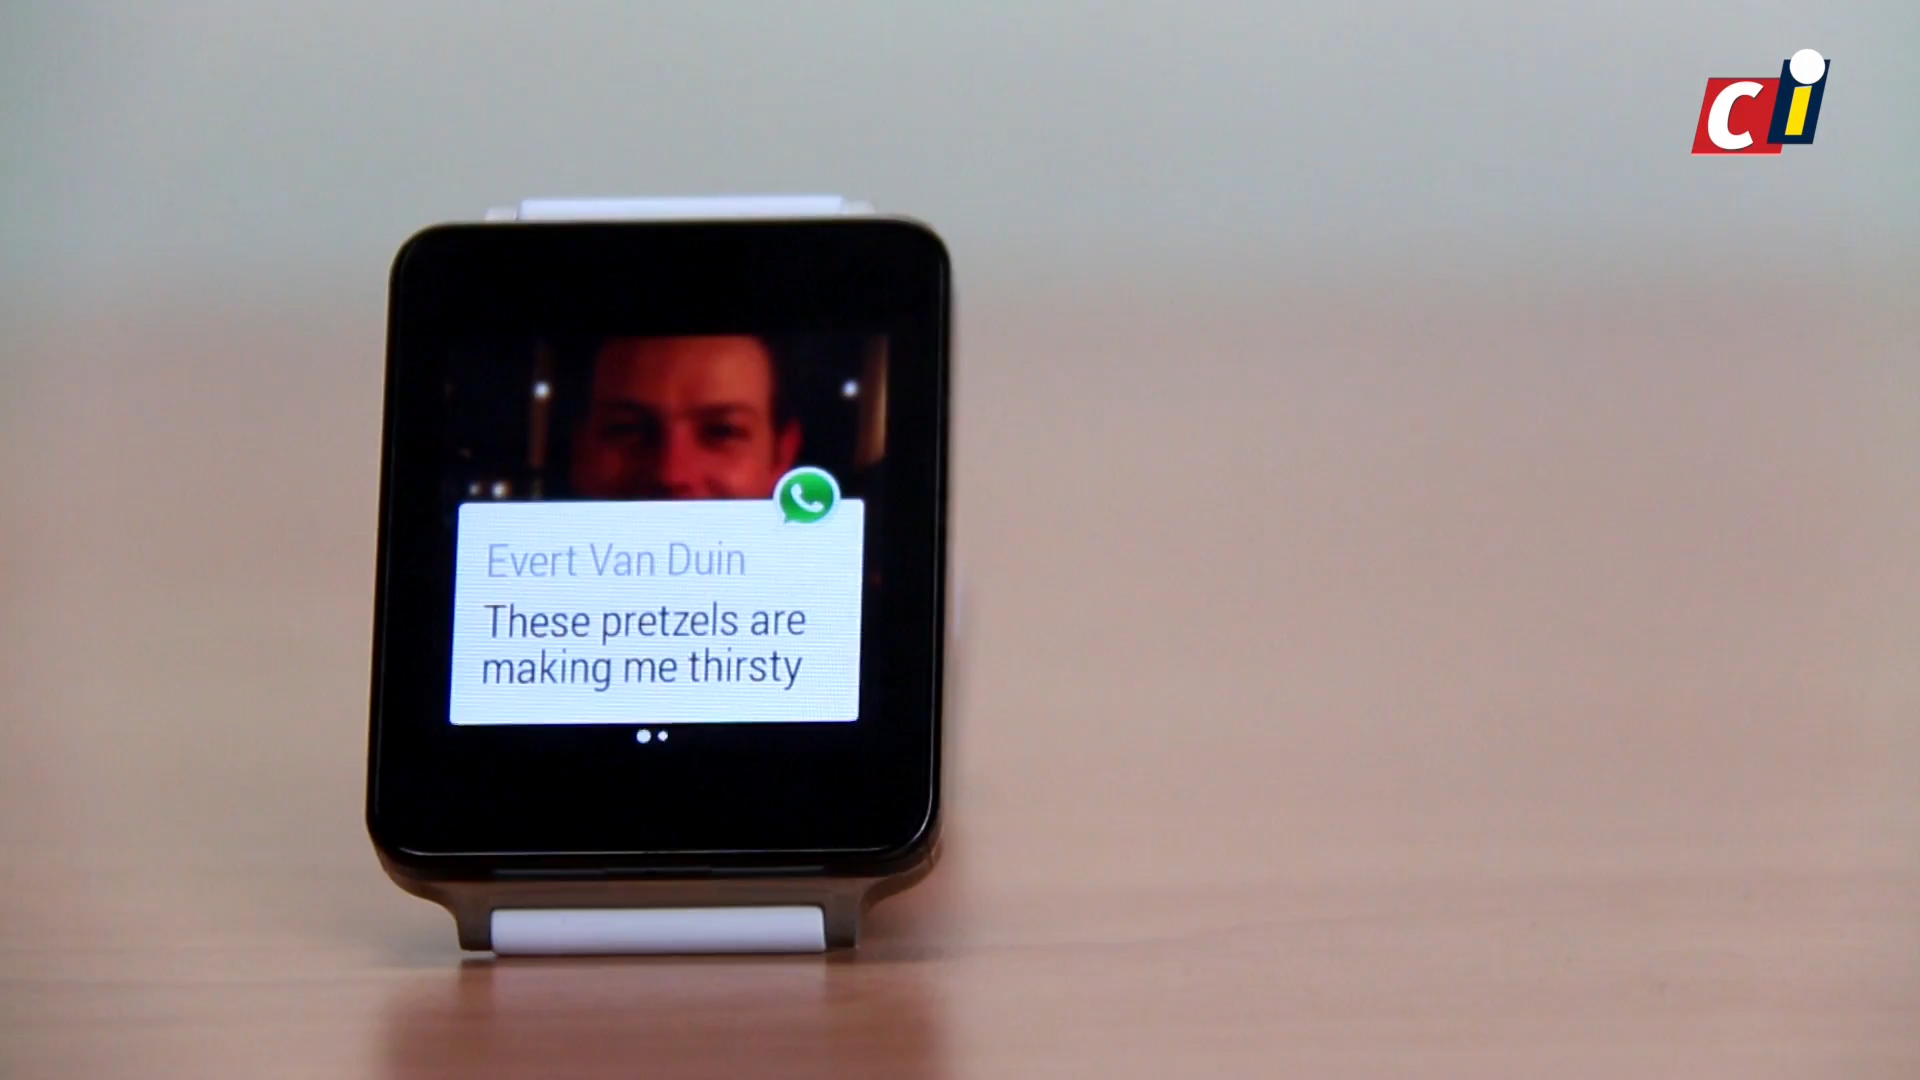 Ci
Evert Van Duin
These pretzels are
making me thirsty